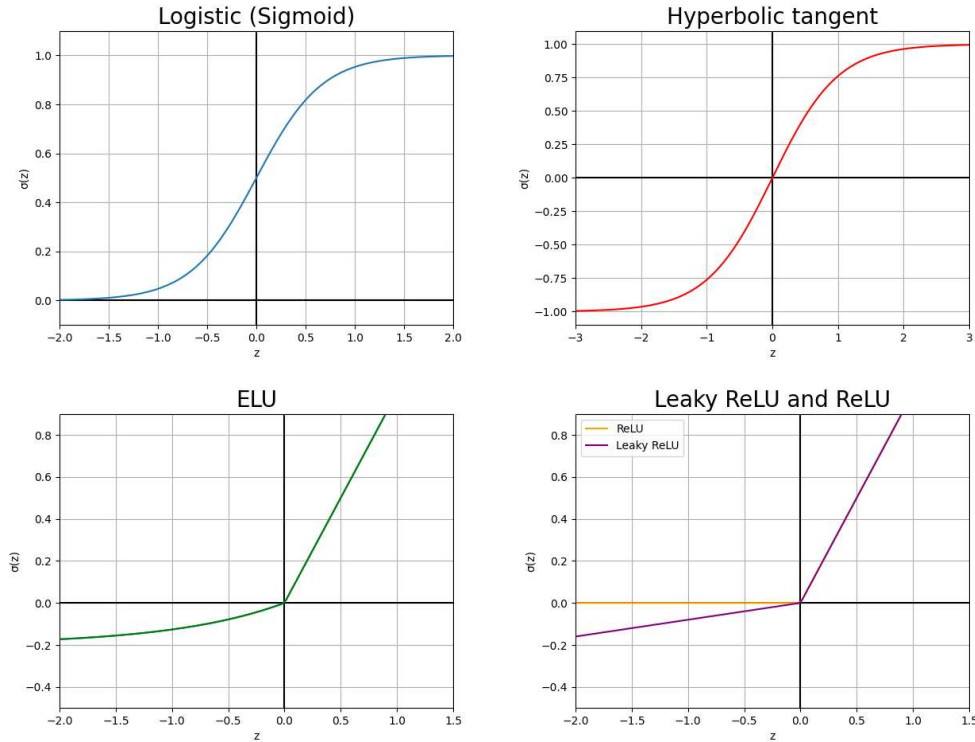 Logistic (Sigmoid)
1.0
0.8
0.6
0.4
0.2
0.0
σ(z)
−2.0 −1.5 −1.0 −0.5 0.0 0.5 1.0 1.5 2.0
z
Hyperbolic tangent
1.00
0.75
0.50
0.25
0.00
−0.25
−0.50
−0.75
−1.00
σ(z)
−3 −2 −1 0 1 2 3
z
ELU
0.8
0.6
0.4
0.2
0.0
−0.2
−0.4
σ(z)
−2.0 −1.5 −1.0 −0.5 0.0 0.5 1.0 1.5
z
Leaky ReLU and ReLU
ReLU
Leaky ReLU
0.8
0.6
0.4
0.2
0.0
−0.2
−0.4
σ(z)
−2.0 −1.5 −1.0 −0.5 0.0 0.5 1.0 1.5
z